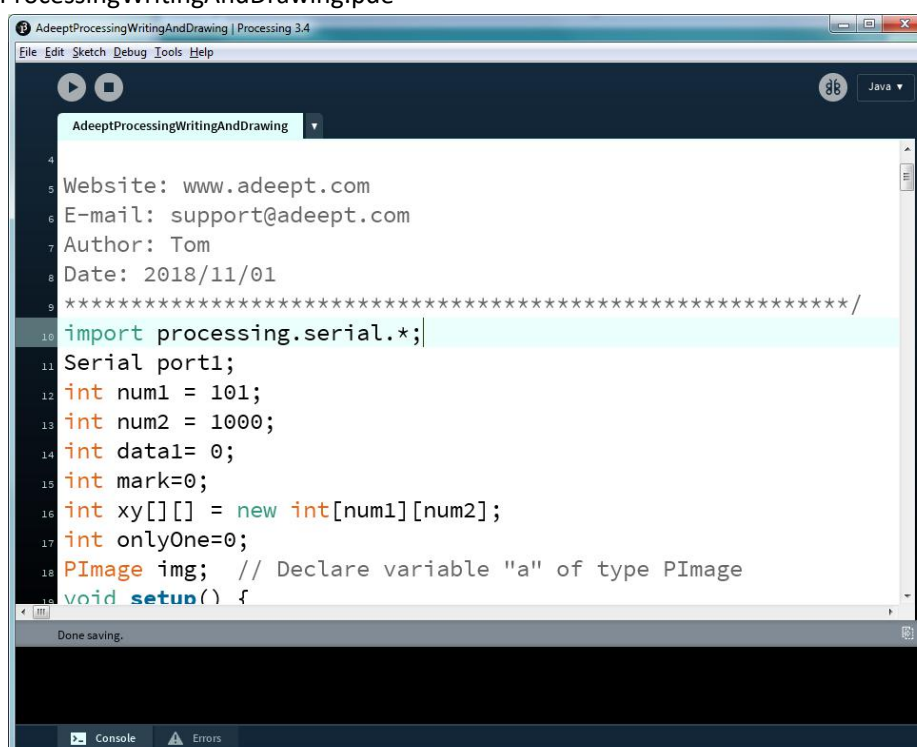 ProcessingWritingAndDrawing.pde
AdeeptProcessingWritingAndDrawing | Processing 3.4
File Edit Sketch Debug Tools Help
Java ▼
AdeeptProcessingWritingAndDrawing ▼
4
5 Website: www.adeept.com
6 E-mail: support@adeept.com
7 Author: Tom
8 Date: 2018/11/01
9 ***********************************************************/
10 import processing.serial.*;
11 Serial port1;
12 int num1 = 101;
13 int num2 = 1000;
14 int data1= 0;
15 int mark=0;
16 int xy[][] = new int[num1][num2];
17 int onlyOne=0;
18 PImage img;  // Declare variable "a" of type PImage
19 void setup() {
Done saving.
Console Errors